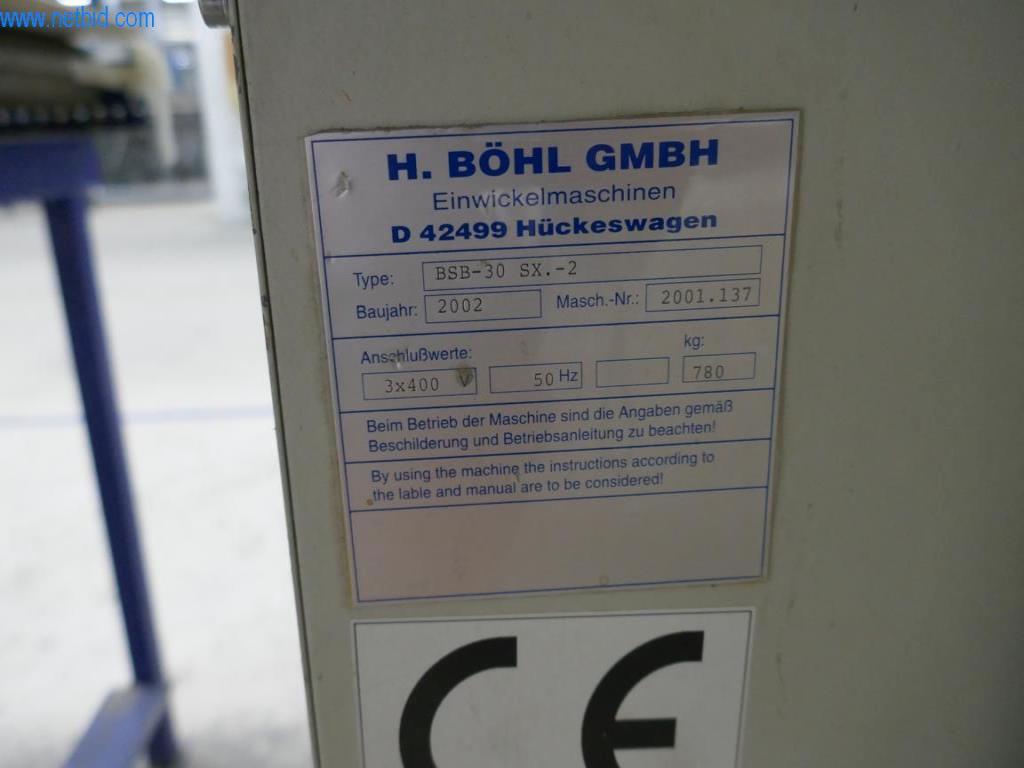 www.netbid.com
H. BÖHL GMBH
Einwickelmaschinen
D 42499 Hückeswagen
Type: BSB-30 SX.-2
Baujahr: 2002 Masch.-Nr.: 2001.137
Anschlußwerte: kg:
3x400 V 50 Hz 780
Beim Betrieb der Maschine sind die Angaben gemäß
Beschilderung und Betriebsanleitung zu beachten!
By using the machine the instructions according to
the lable and manual are to be considered!
CE